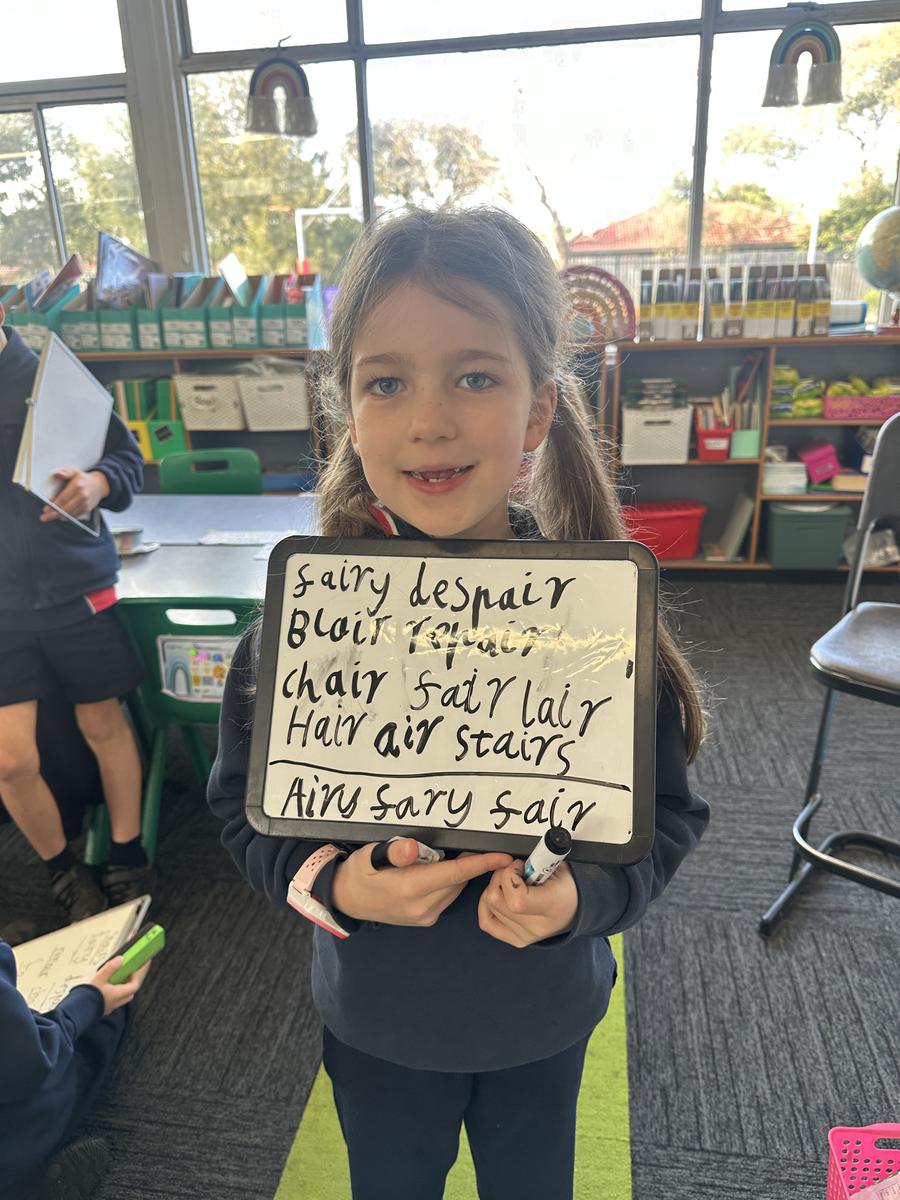 fairy despair
Blair repair
chair fair lair
Hair air stairs
Airy fary fair